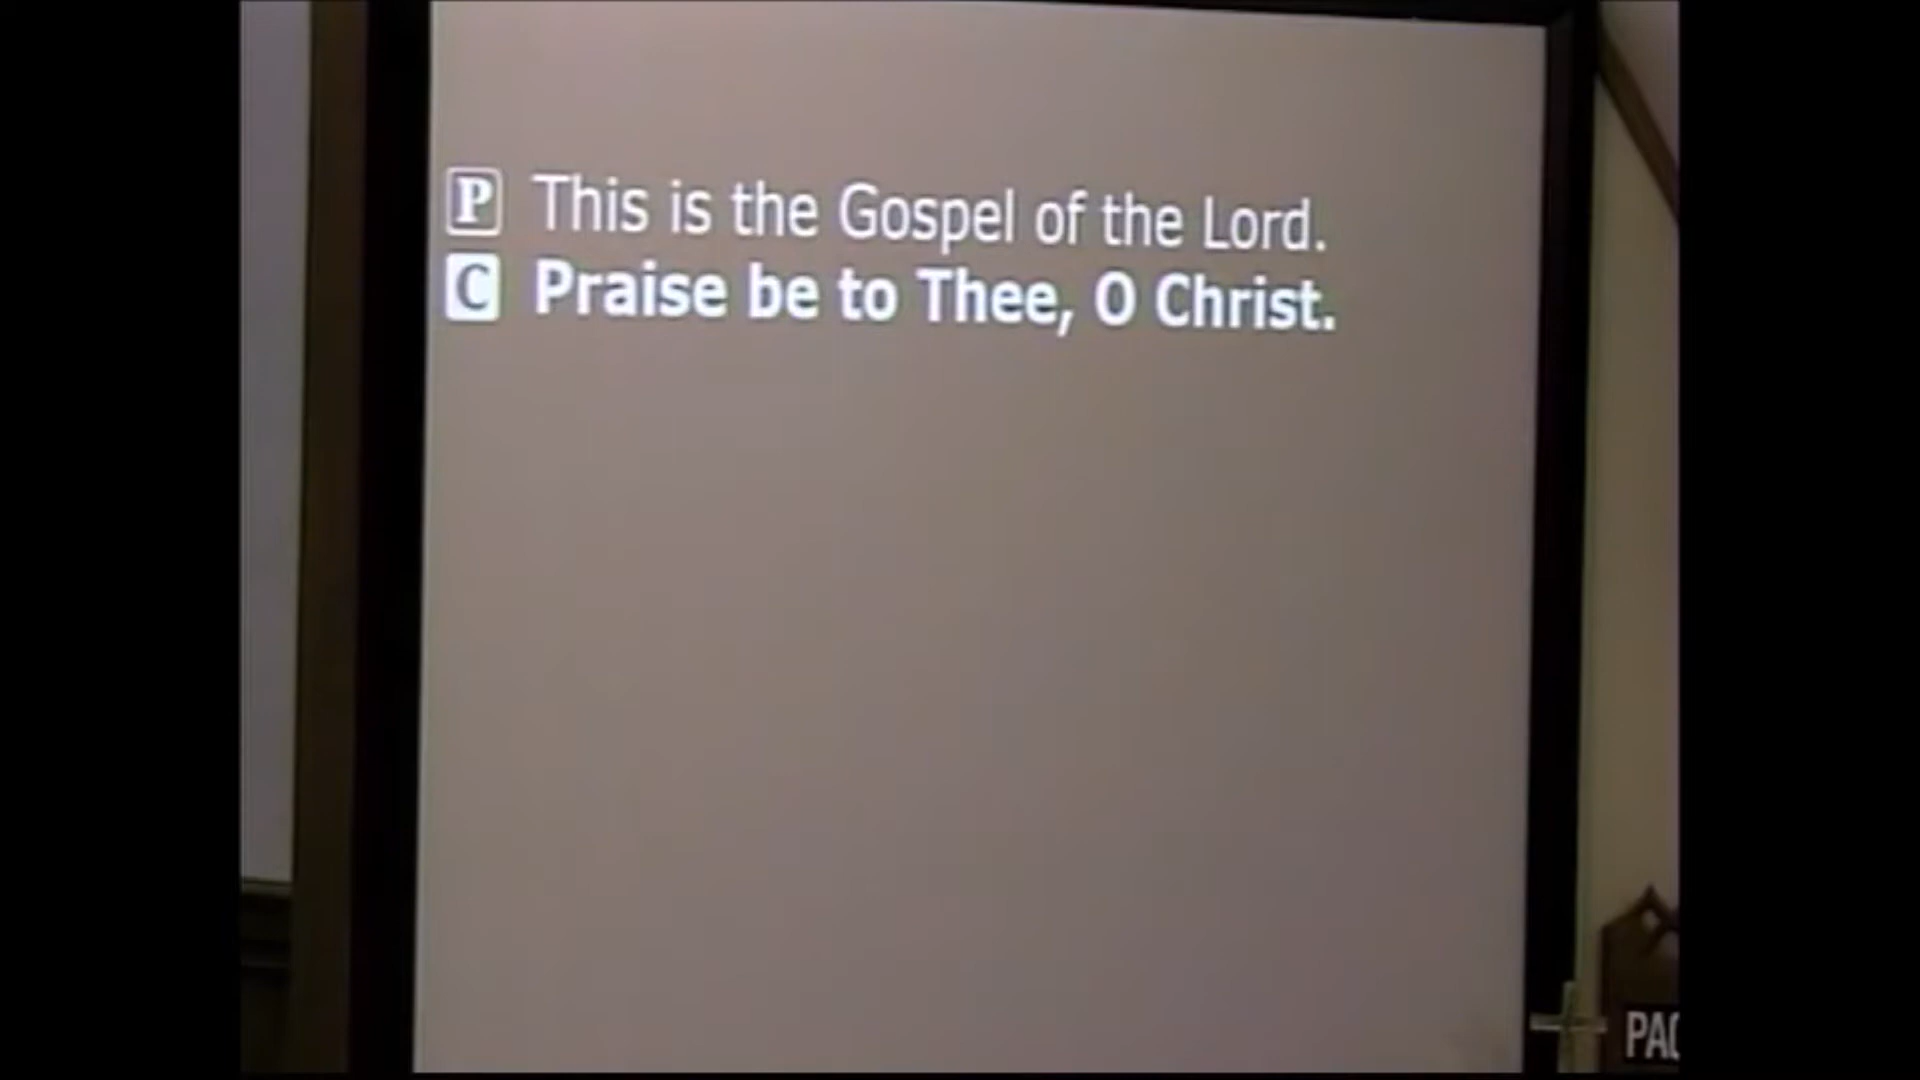 P This is the Gospel of the Lord.
C Praise be to Thee, O Christ.